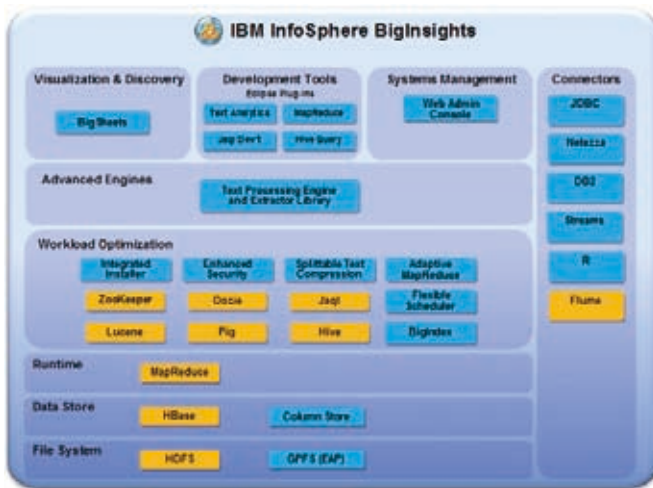 IBM InfoSphere BigInsights
Visualization & Discovery
BigSheets
Development Tools
Eclipse Plug-ins
Text Analytics
MapReduce
Jaql Dev't
Hive Query
Systems Management
Web Admin
Console
Connectors
JDBC
Netezza
DB2
Streams
R
Flume
Advanced Engines
Text Processing Engine
and Extractor Library
Workload Optimization
Integrated
Installer
Enhanced
Security
Splittable Text
Compression
Adaptive
MapReduce
ZooKeeper
Oozie
Jaql
Flexible
Scheduler
Lucene
Pig
Hive
BigIndex
Runtime
MapReduce
Data Store
HBase
Column Store
File System
HDFS
GPFS (EAP)